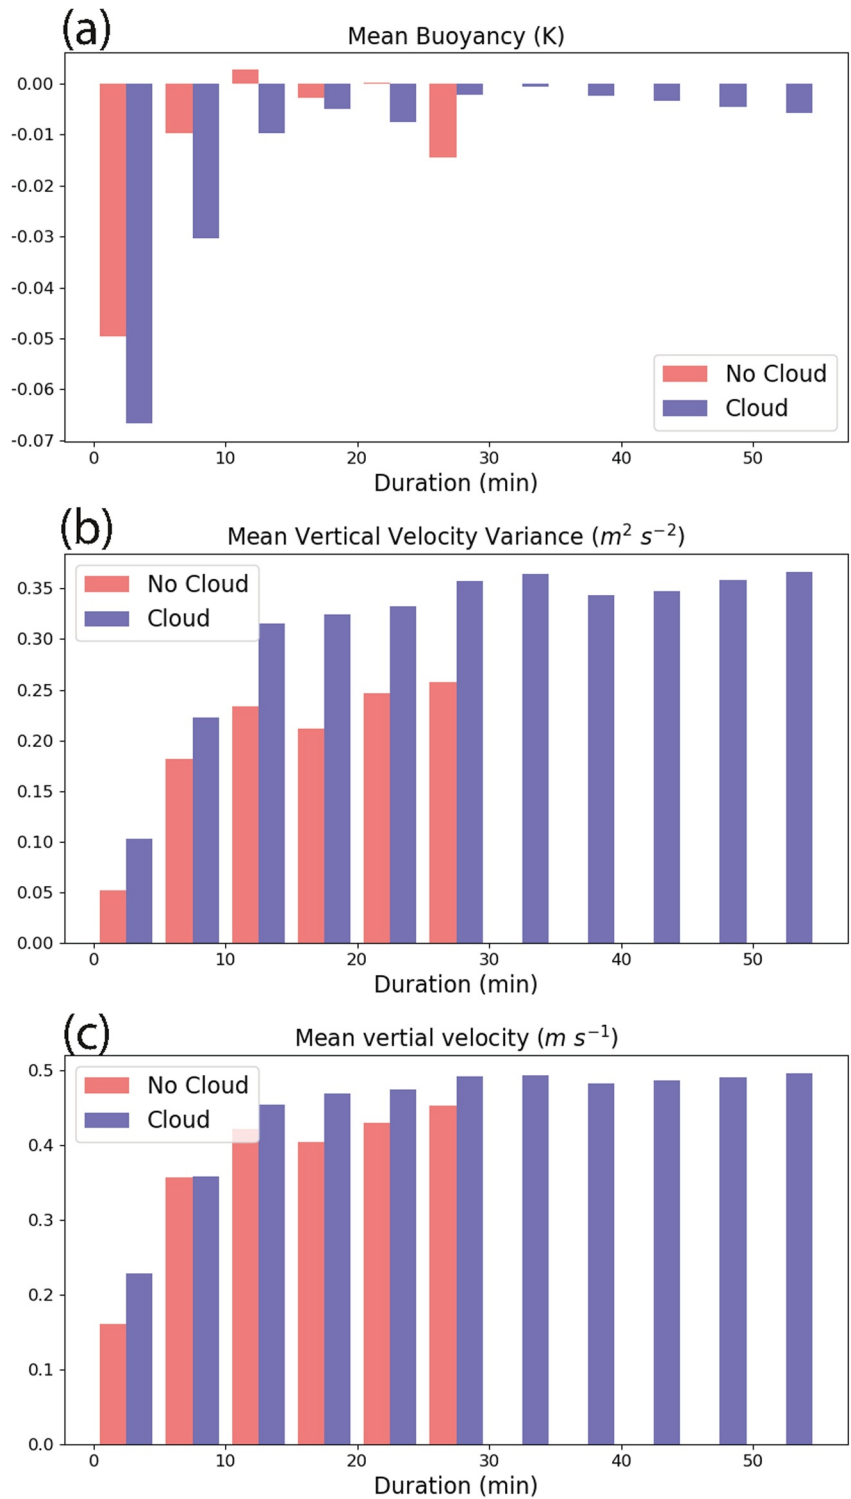 (a)
Mean Buoyancy (K)
0.00
-0.01
-0.02
-0.03
-0.04
-0.05
-0.06
-0.07
No Cloud
Cloud
0 10 20 30 40 50
Duration (min)
(b)
Mean Vertical Velocity Variance (m² s⁻²)
0.35
0.30
0.25
0.20
0.15
0.10
0.05
0.00
No Cloud
Cloud
0 10 20 30 40 50
Duration (min)
(c)
Mean vertial velocity (m s⁻¹)
0.5
0.4
0.3
0.2
0.1
0.0
No Cloud
Cloud
0 10 20 30 40 50
Duration (min)